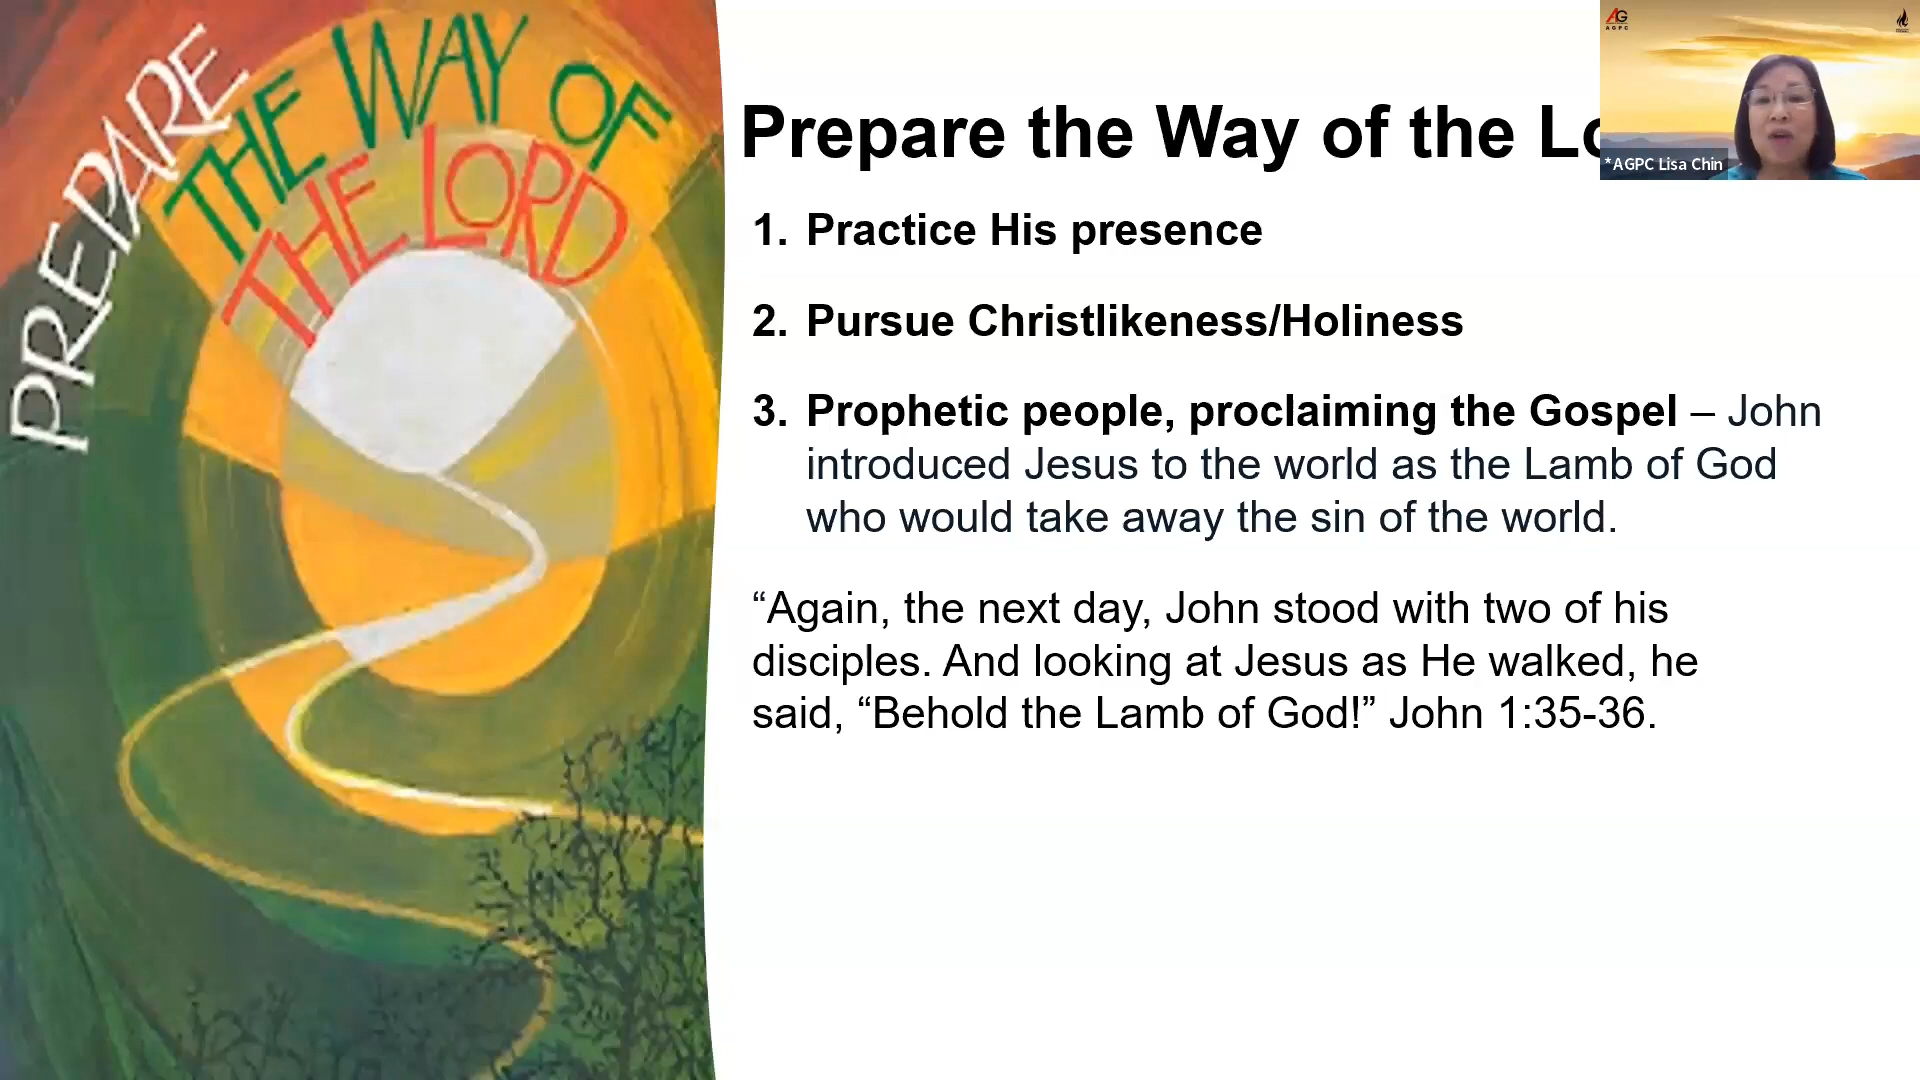 PREPARE
THE WAY OF
THE LORD
Prepare the Way of the Lo
AG
AGPC
*AGPC Lisa Chin
1. Practice His presence
2. Pursue Christlikeness/Holiness
3. Prophetic people, proclaiming the Gospel – John
introduced Jesus to the world as the Lamb of God
who would take away the sin of the world.
“Again, the next day, John stood with two of his
disciples. And looking at Jesus as He walked, he
said, “Behold the Lamb of God!” John 1:35-36.